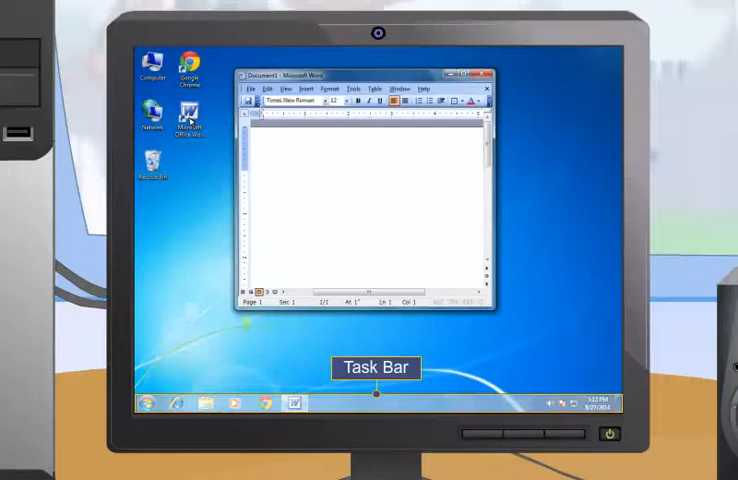 Computer
Google
Chrome
Network
Microsoft
Office Wo...
Recycle Bin
Document1 - Microsoft Word
File Edit View Insert Format Tools Table Window Help
Times New Roman 12 B I U
Page 1 Sec 1 1/1 At 1" Ln 1 Col 1
Task Bar
5:13 PM
8/27/2014